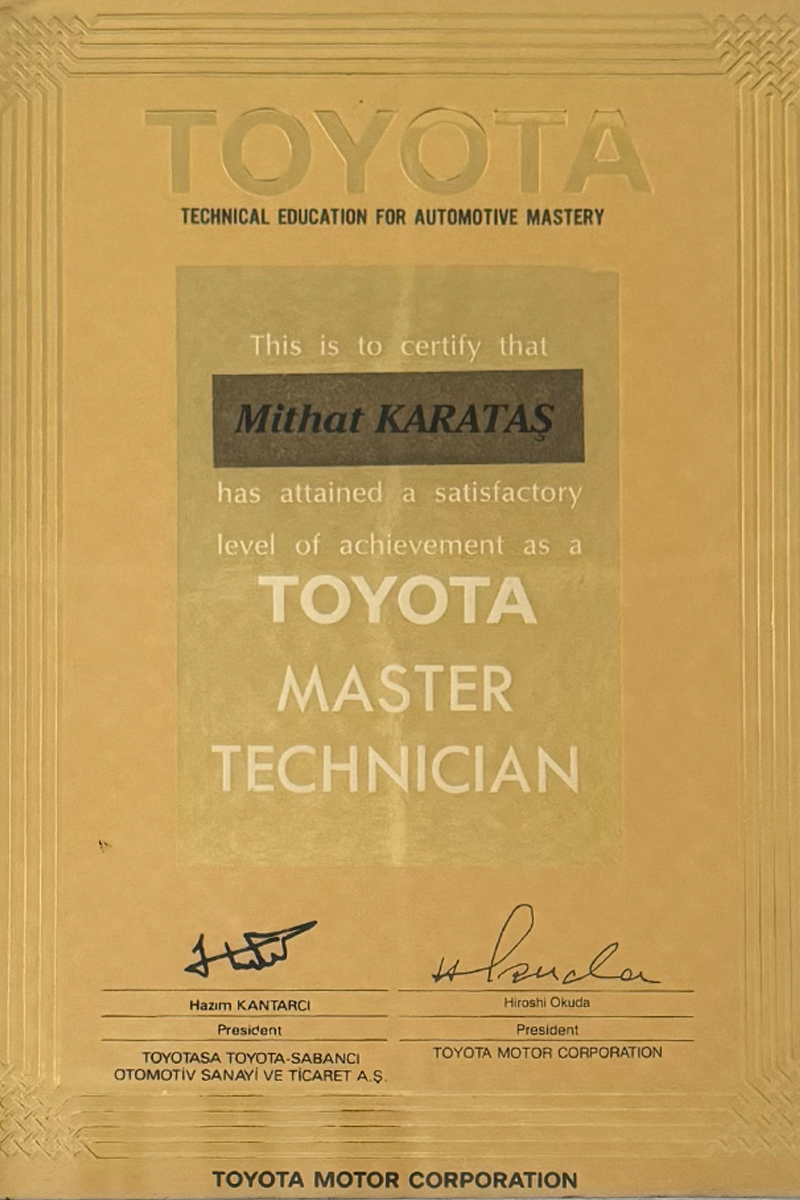 TOYOTA
TECHNICAL EDUCATION FOR AUTOMOTIVE MASTERY
This is to certify that
Mithat KARATAŞ
has attained a satisfactory
level of achievement as a
TOYOTA
MASTER
TECHNICIAN
H Okuda
Hazım KANTARCI
President
TOYOTASA TOYOTA-SABANCI
OTOMOTİV SANAYİ VE TİCARET A.Ş.
Hiroshi Okuda
President
TOYOTA MOTOR CORPORATION
TOYOTA MOTOR CORPORATION